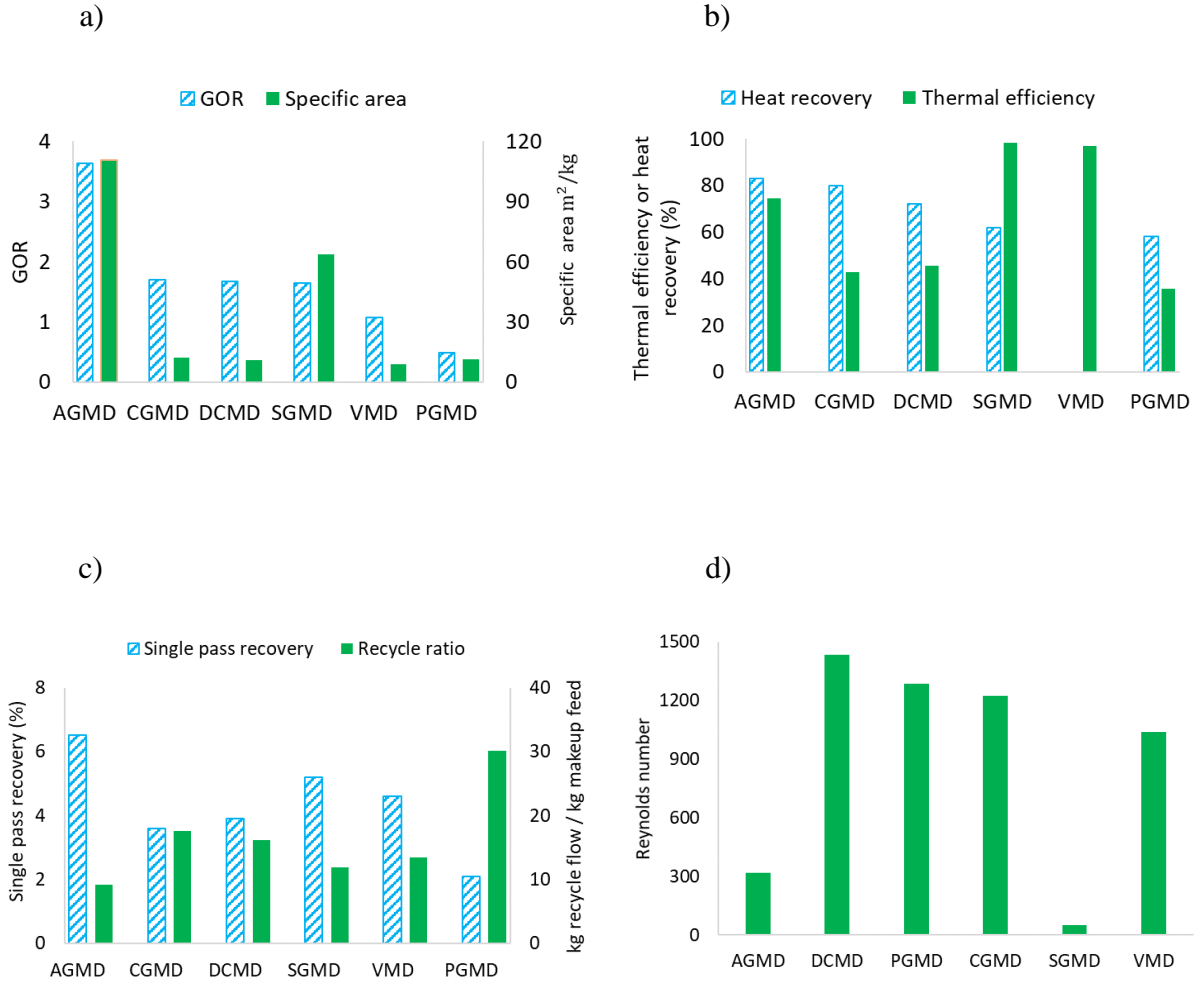 a)
GOR Specific area
4
3
2
1
0
GOR
120
90
60
30
0
Specific area m²/kg
AGMD CGMD DCMD SGMD VMD PGMD
b)
Heat recovery Thermal efficiency
100
80
60
40
20
0
Thermal efficiency or heat
recovery (%)
AGMD CGMD DCMD SGMD VMD PGMD
c)
Single pass recovery Recycle ratio
8
6
4
2
0
Single pass recovery (%)
40
30
20
10
0
kg recycle flow / kg makeup feed
AGMD CGMD DCMD SGMD VMD PGMD
d)
1500
1200
900
600
300
0
Reynolds number
AGMD DCMD PGMD CGMD SGMD VMD